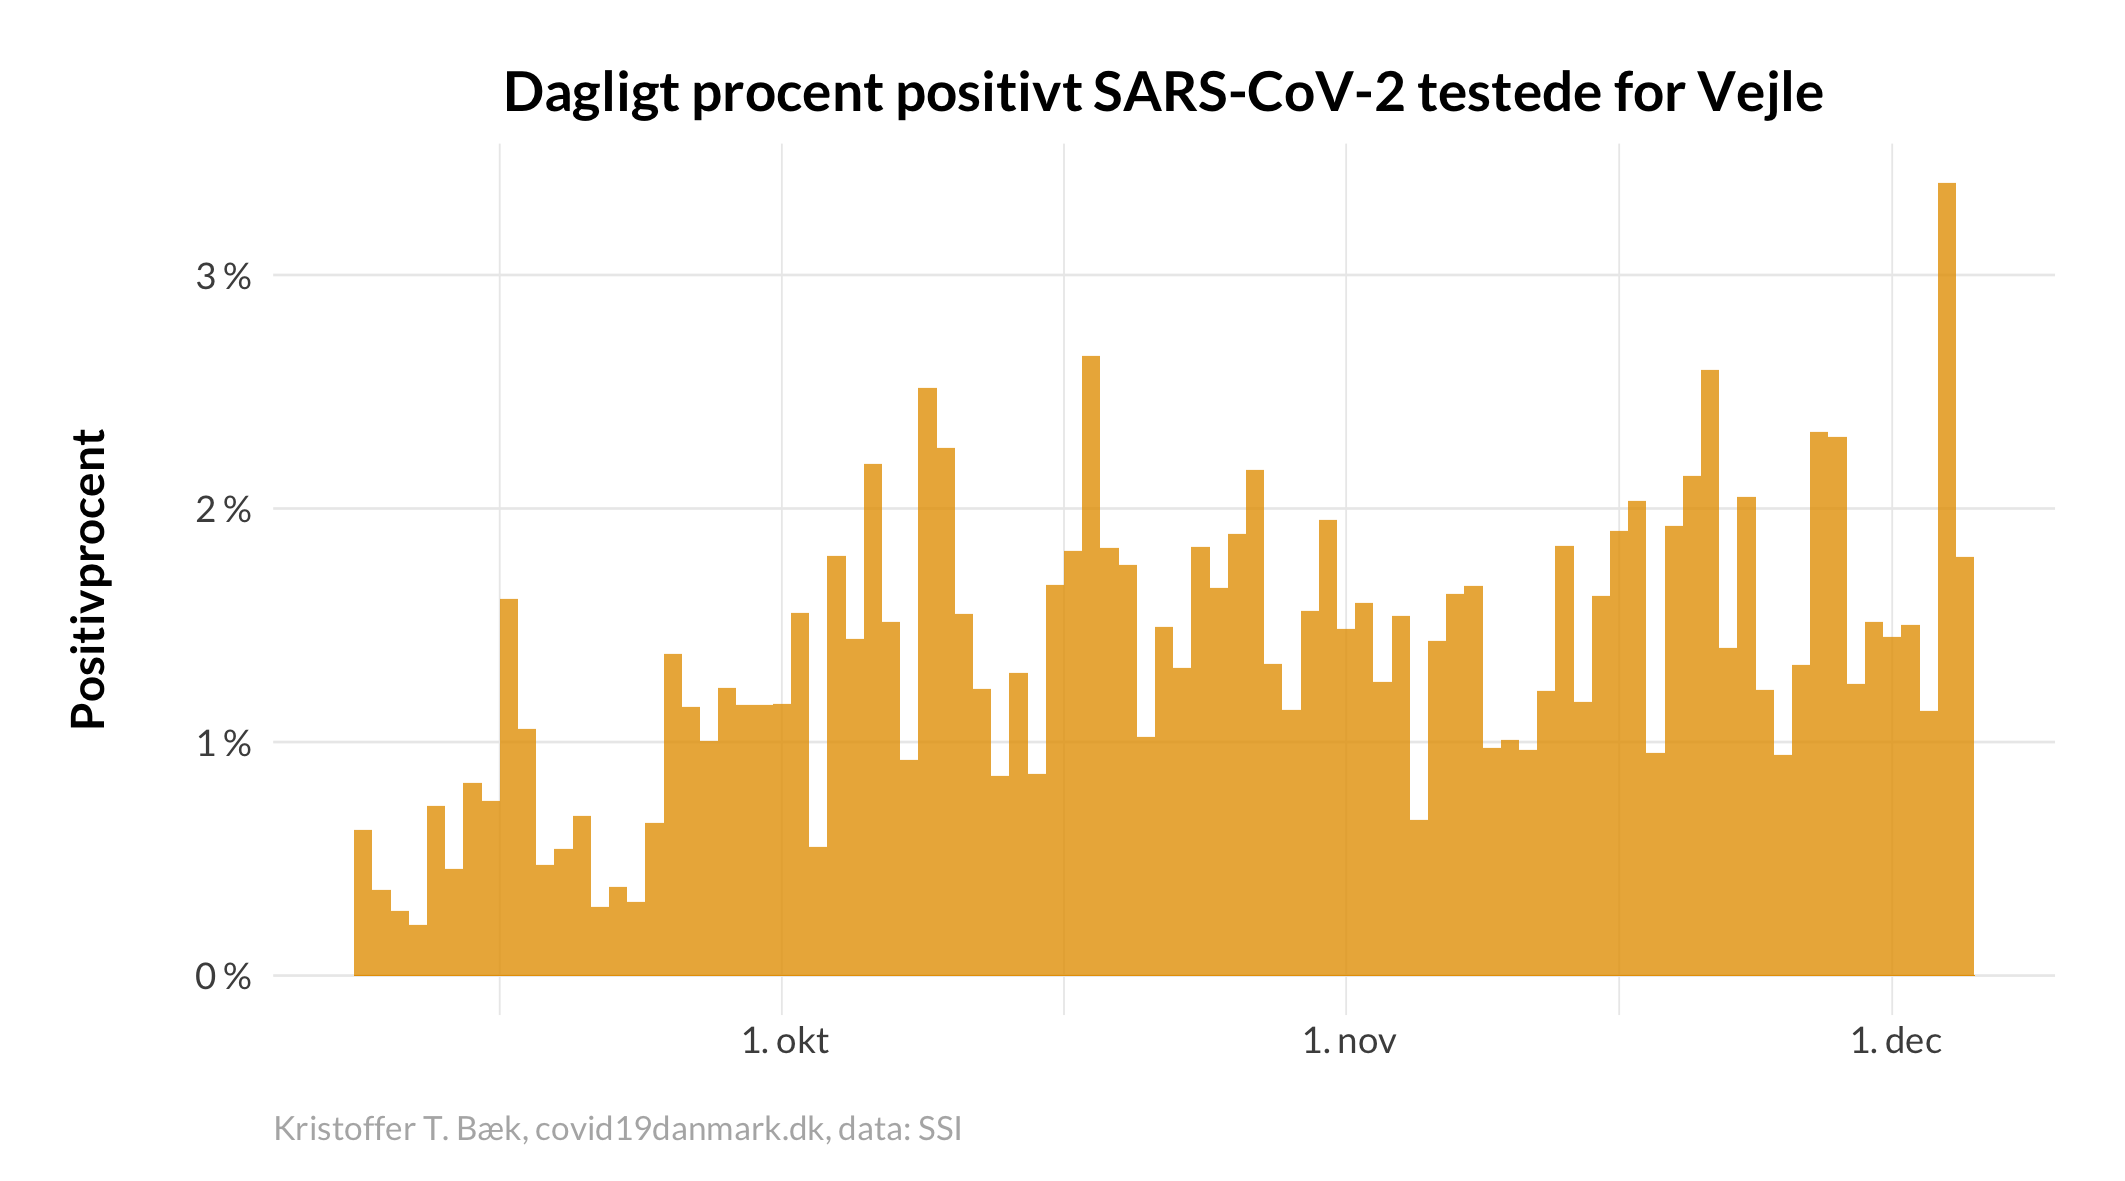 Dagligt procent positivt SARS-CoV-2 testede for Vejle
Positivprocent
3 %
2 %
1 %
0 %
1. okt
1. nov
1. dec
Kristoffer T. Bæk, covid19danmark.dk, data: SSI